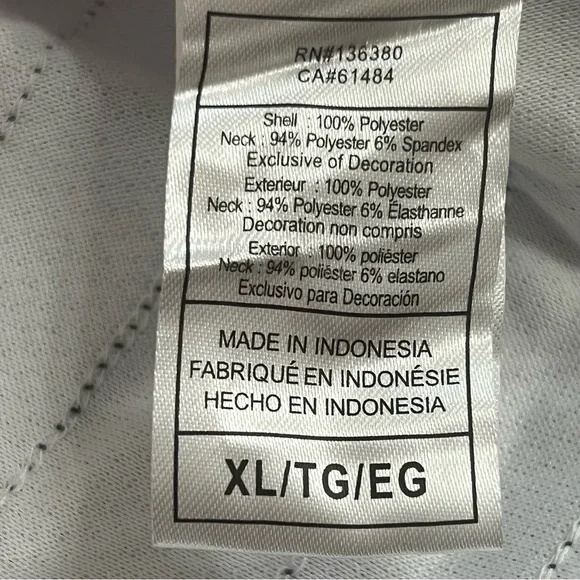 RN#136380
CA#61484
Shell : 100% Polyester
Neck : 94% Polyester 6% Spandex
Exclusive of Decoration
Exterieur : 100% Polyester
Neck : 94% Polyester 6% Élasthanne
Decoration non compris
Exterior : 100% poliéster
Neck : 94% poliéster 6% elastano
Exclusivo para Decoración
MADE IN INDONESIA
FABRIQUÉ EN INDONÉSIE
HECHO EN INDONESIA
XL/TG/EG